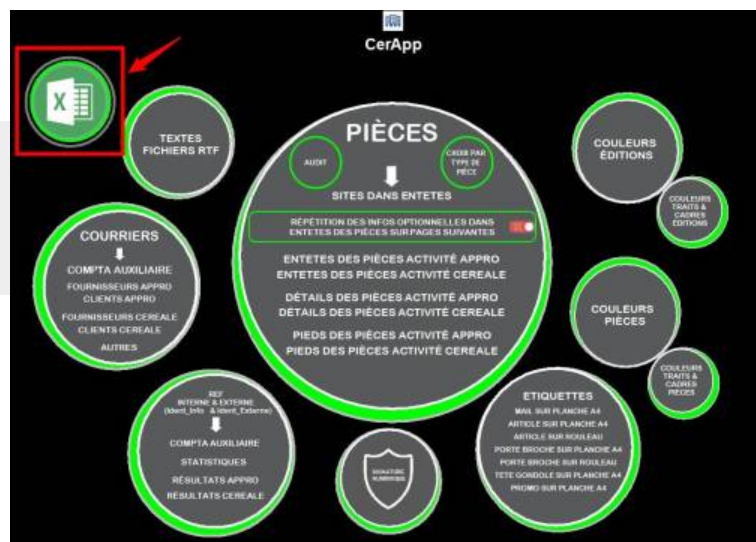 CerApp
X
TEXTES
FICHIERS RTF
PIÈCES
AUDIT
CHOIX PAR
TYPE DE
PIÈCE
SITES DANS ENTETES
RÉPÉTITION DES INFOS OPTIONNELLES DANS
ENTETES DES PIÈCES SUR PAGES SUIVANTES
ENTETES DES PIÈCES ACTIVITÉ APPRO
ENTETES DES PIÈCES ACTIVITÉ CEREALE
DÉTAILS DES PIÈCES ACTIVITÉ APPRO
DÉTAILS DES PIÈCES ACTIVITÉ CEREALE
PIEDS DES PIÈCES ACTIVITÉ APPRO
PIEDS DES PIÈCES ACTIVITÉ CEREALE
COULEURS
ÉDITIONS
COULEURS
TRAITS &
CADRES
ÉDITIONS
COURRIERS
COMPTA AUXILIAIRE
FOURNISSEURS APPRO
CLIENTS APPRO
FOURNISSEURS CEREALE
CLIENTS CEREALE
AUTRES
COULEURS
PIÈCES
COULEURS
TRAITS &
CADRES
PIÈCES
REF
INTERNE & EXTERNE
(Ident_Info & Ident_Externe)
COMPTA AUXILIAIRE
STATISTIQUES
RÉSULTATS APPRO
RÉSULTATS CEREALE
SIGNATURE
NUMERIQUE
ETIQUETTES
MAIL SUR PLANCHE A4
ARTICLE SUR PLANCHE A4
ARTICLE SUR ROULEAU
PORTE BROCHE SUR PLANCHE A4
PORTE BROCHE SUR ROULEAU
TETE GONDOLE SUR PLANCHE A4
PROMO SUR PLANCHE A4